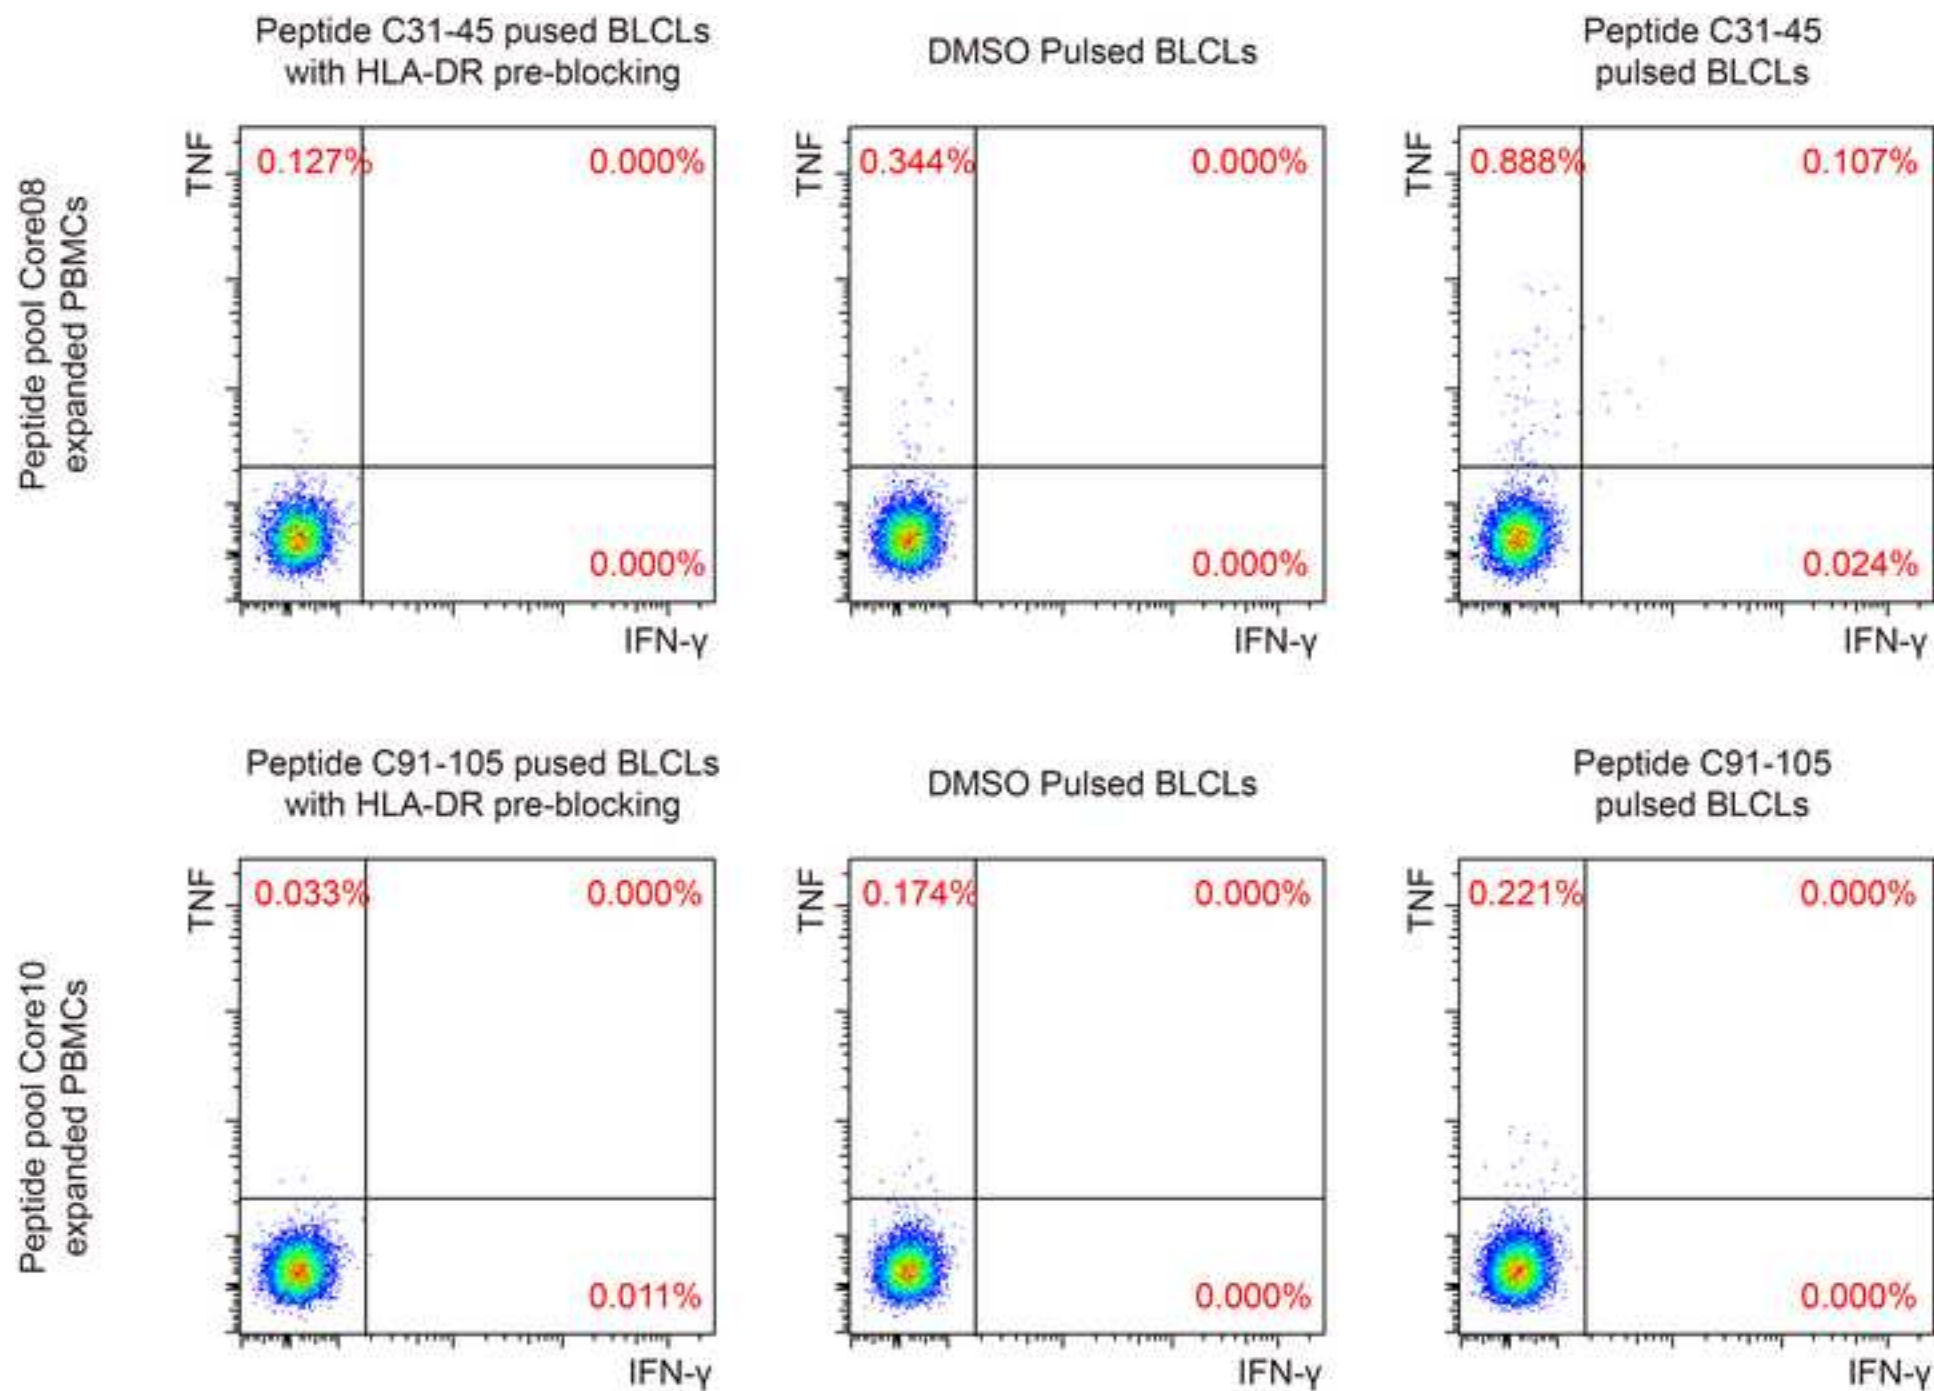 Peptide C31-45 pused BLCLs
with HLA-DR pre-blocking
DMSO Pulsed BLCLs
Peptide C31-45
pulsed BLCLs
Peptide pool Core08
expanded PBMCs
TNF
0.127%
0.000%
0.000%
IFN-γ
TNF
0.344%
0.000%
0.000%
IFN-γ
TNF
0.888%
0.107%
0.024%
IFN-γ
Peptide C91-105 pused BLCLs
with HLA-DR pre-blocking
DMSO Pulsed BLCLs
Peptide C91-105
pulsed BLCLs
Peptide pool Core10
expanded PBMCs
TNF
0.033%
0.000%
0.011%
IFN-γ
TNF
0.174%
0.000%
0.000%
IFN-γ
TNF
0.221%
0.000%
0.000%
IFN-γ